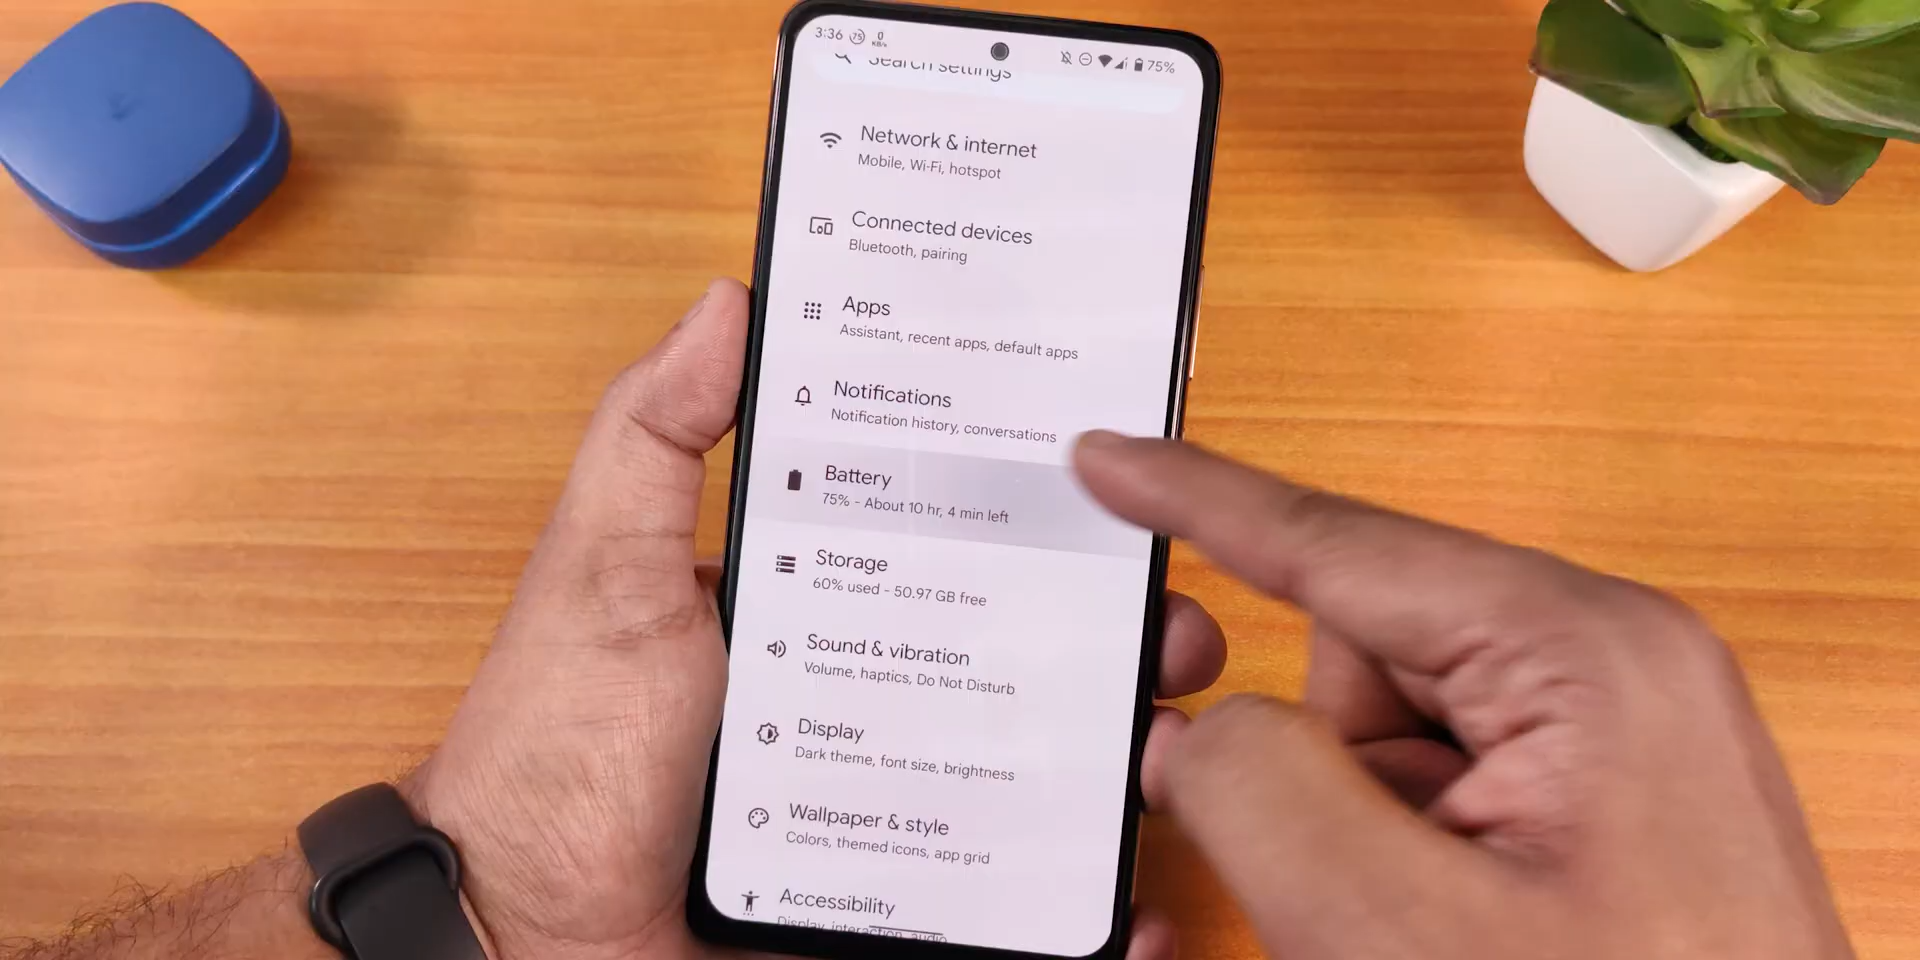 3:36 75 0 KB/s 75%
Search settings
Network & internet
Mobile, Wi-Fi, hotspot
Connected devices
Bluetooth, pairing
Apps
Assistant, recent apps, default apps
Notifications
Notification history, conversations
Battery
75% - About 10 hr, 4 min left
Storage
60% used - 50.97 GB free
Sound & vibration
Volume, haptics, Do Not Disturb
Display
Dark theme, font size, brightness
Wallpaper & style
Colors, themed icons, app grid
Accessibility
Display, interaction, audio